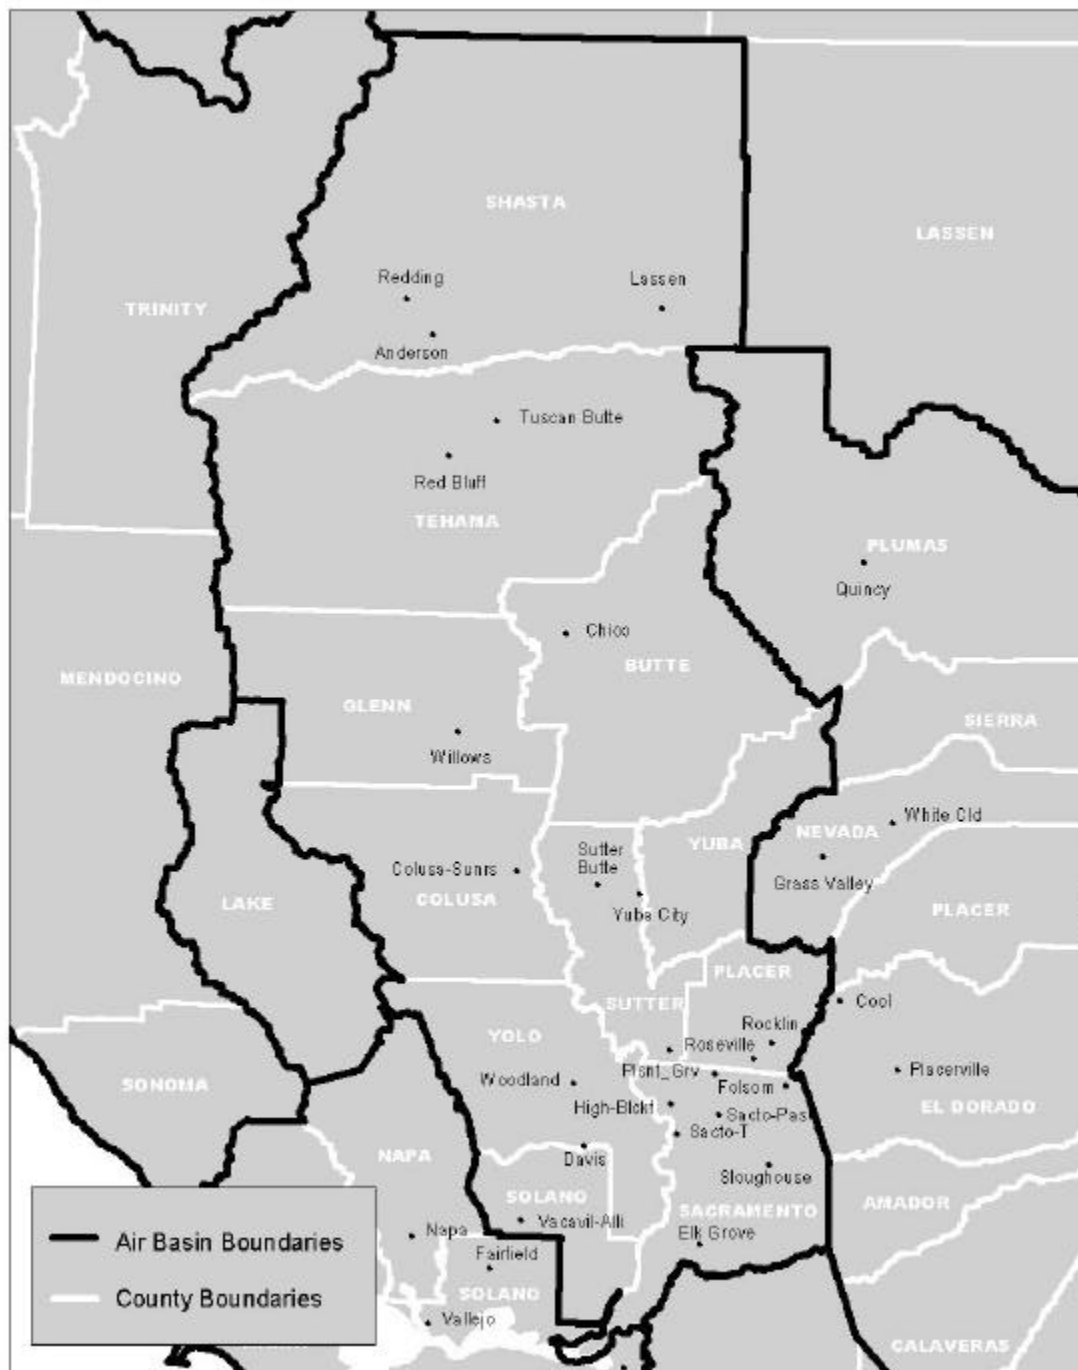 SHASTA
LASSEN
Redding
Lassen
TRINITY
Anderson
Tuscan Butte
Red Bluff
TEHAMA
PLUMAS
Quincy
Chico
BUTTE
MENDOCINO
GLENN
SIERRA
Willows
White Cld
YUBA
NEVADA
Sutter
Butte
Colusa-Sunrs
Grass Valley
COLUSA
LAKE
Yuba City
PLACER
PLACER
SUTTER
Cool
Rocklin
YOLO
Roseville
Plsnt_Grv
Placerville
SONOMA
Woodland
Folsom
High-Blckf
Sacto-Pas
EL DORADO
Sacto-T
NAPA
Davis
Sloughouse
SOLANO
AMADOR
SACRAMENTO
Vacavil-Alli
Napa
Elk Grove
Air Basin Boundaries
Fairfield
County Boundaries
SOLANO
Vallejo
CALAVERAS